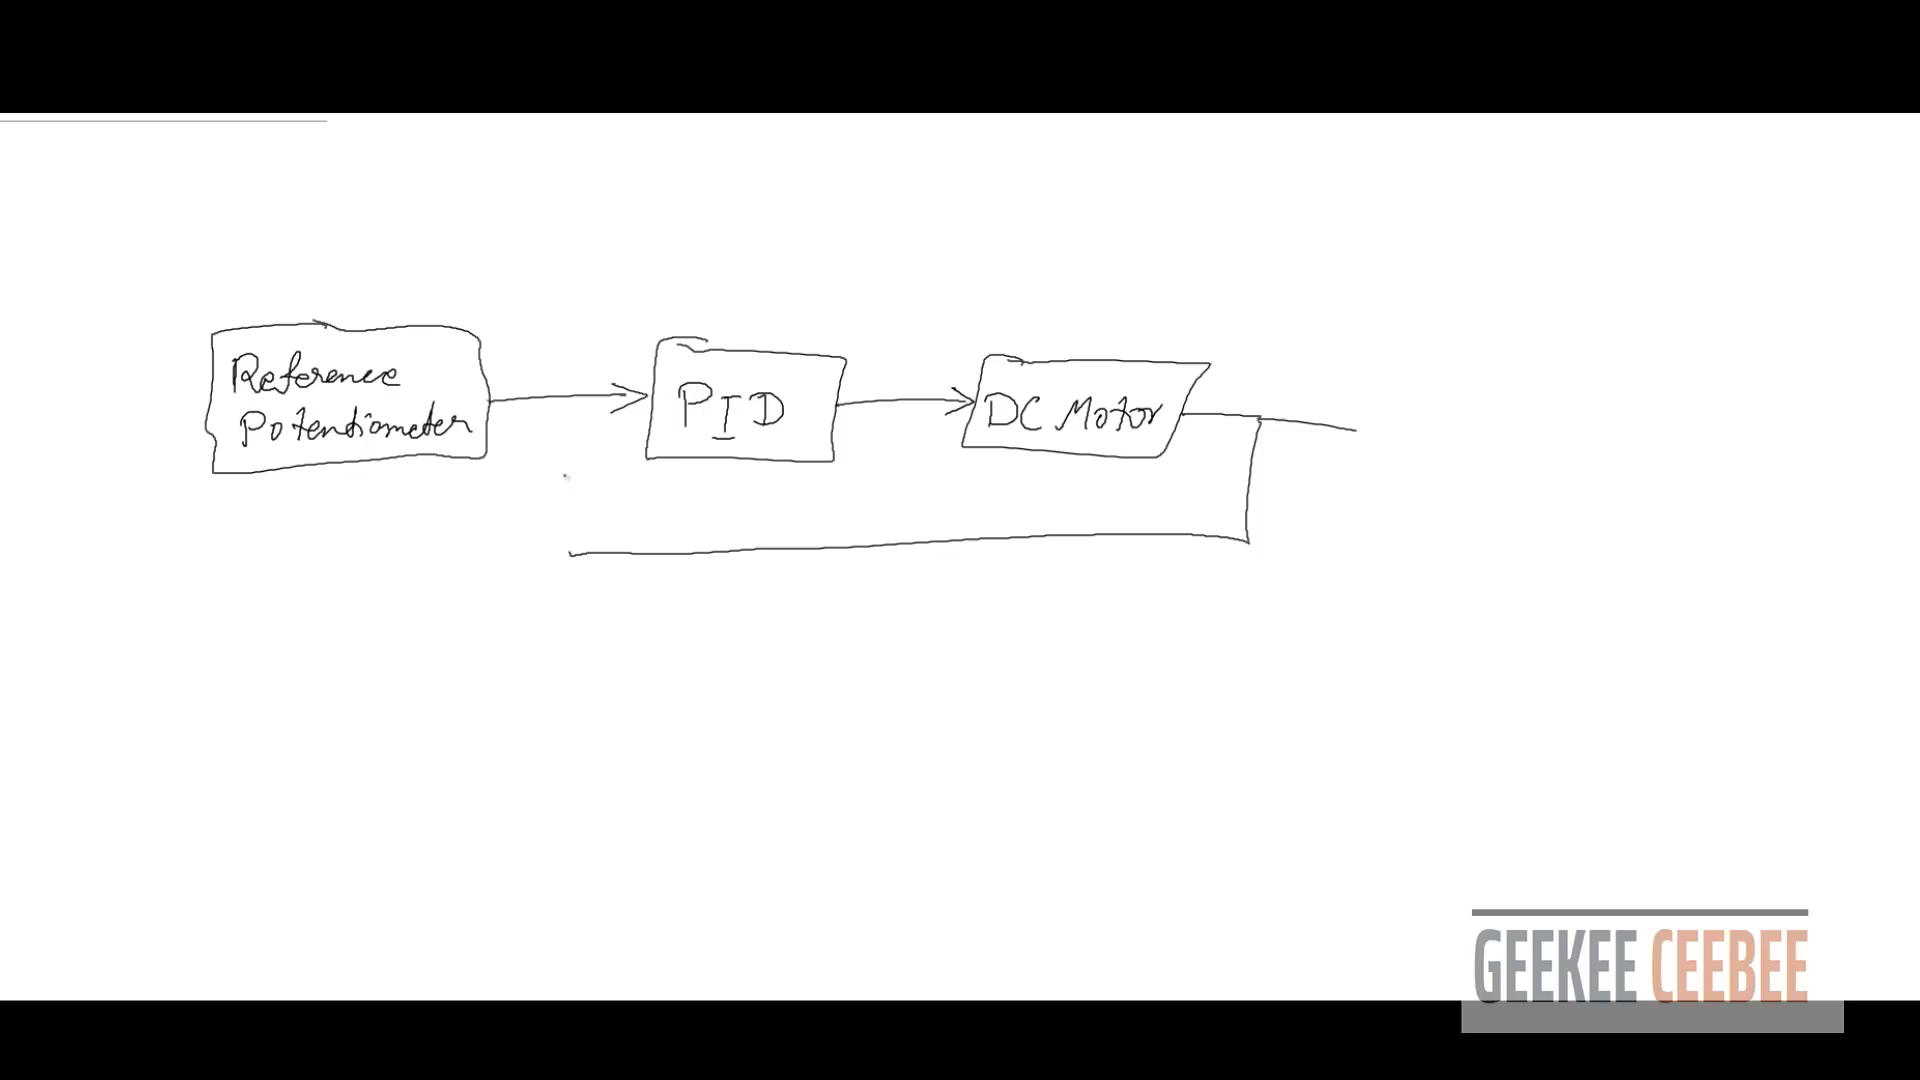 Reference
Potentiometer
PID
DC Motor
GEEKEE CEEBEE